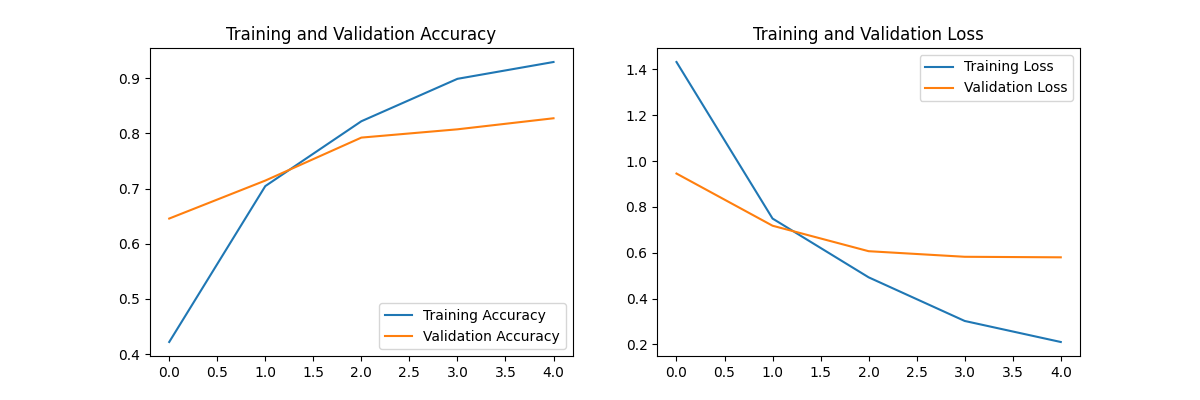 Training and Validation Accuracy
0.9
0.8
0.7
0.6
0.5
0.4
Training Accuracy
Validation Accuracy
0.0 0.5 1.0 1.5 2.0 2.5 3.0 3.5 4.0
Training and Validation Loss
1.4
1.2
1.0
0.8
0.6
0.4
0.2
Training Loss
Validation Loss
0.0 0.5 1.0 1.5 2.0 2.5 3.0 3.5 4.0